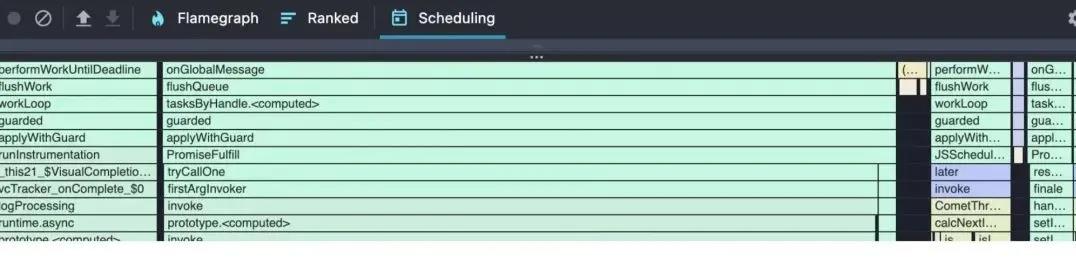 Flamegraph Ranked Scheduling
performWorkUntilDeadline onGlobalMessage (... performW... onG...
flushWork flushQueue flushWork flus...
workLoop tasksByHandle.<computed> workLoop task...
guarded guarded guarded gua...
applyWithGuard applyWithGuard applyWith... appl...
runInstrumentation PromiseFulfill JSSchedul... Pro...
_this21_$VisualCompletio... tryCallOne later res...
vcTracker_onComplete_$0 firstArgInvoker invoke finale
logProcessing invoke CometThr... han...
runtime.async prototype.<computed> calcNextI... setI...
prototype.<computed> invoke is isI setI